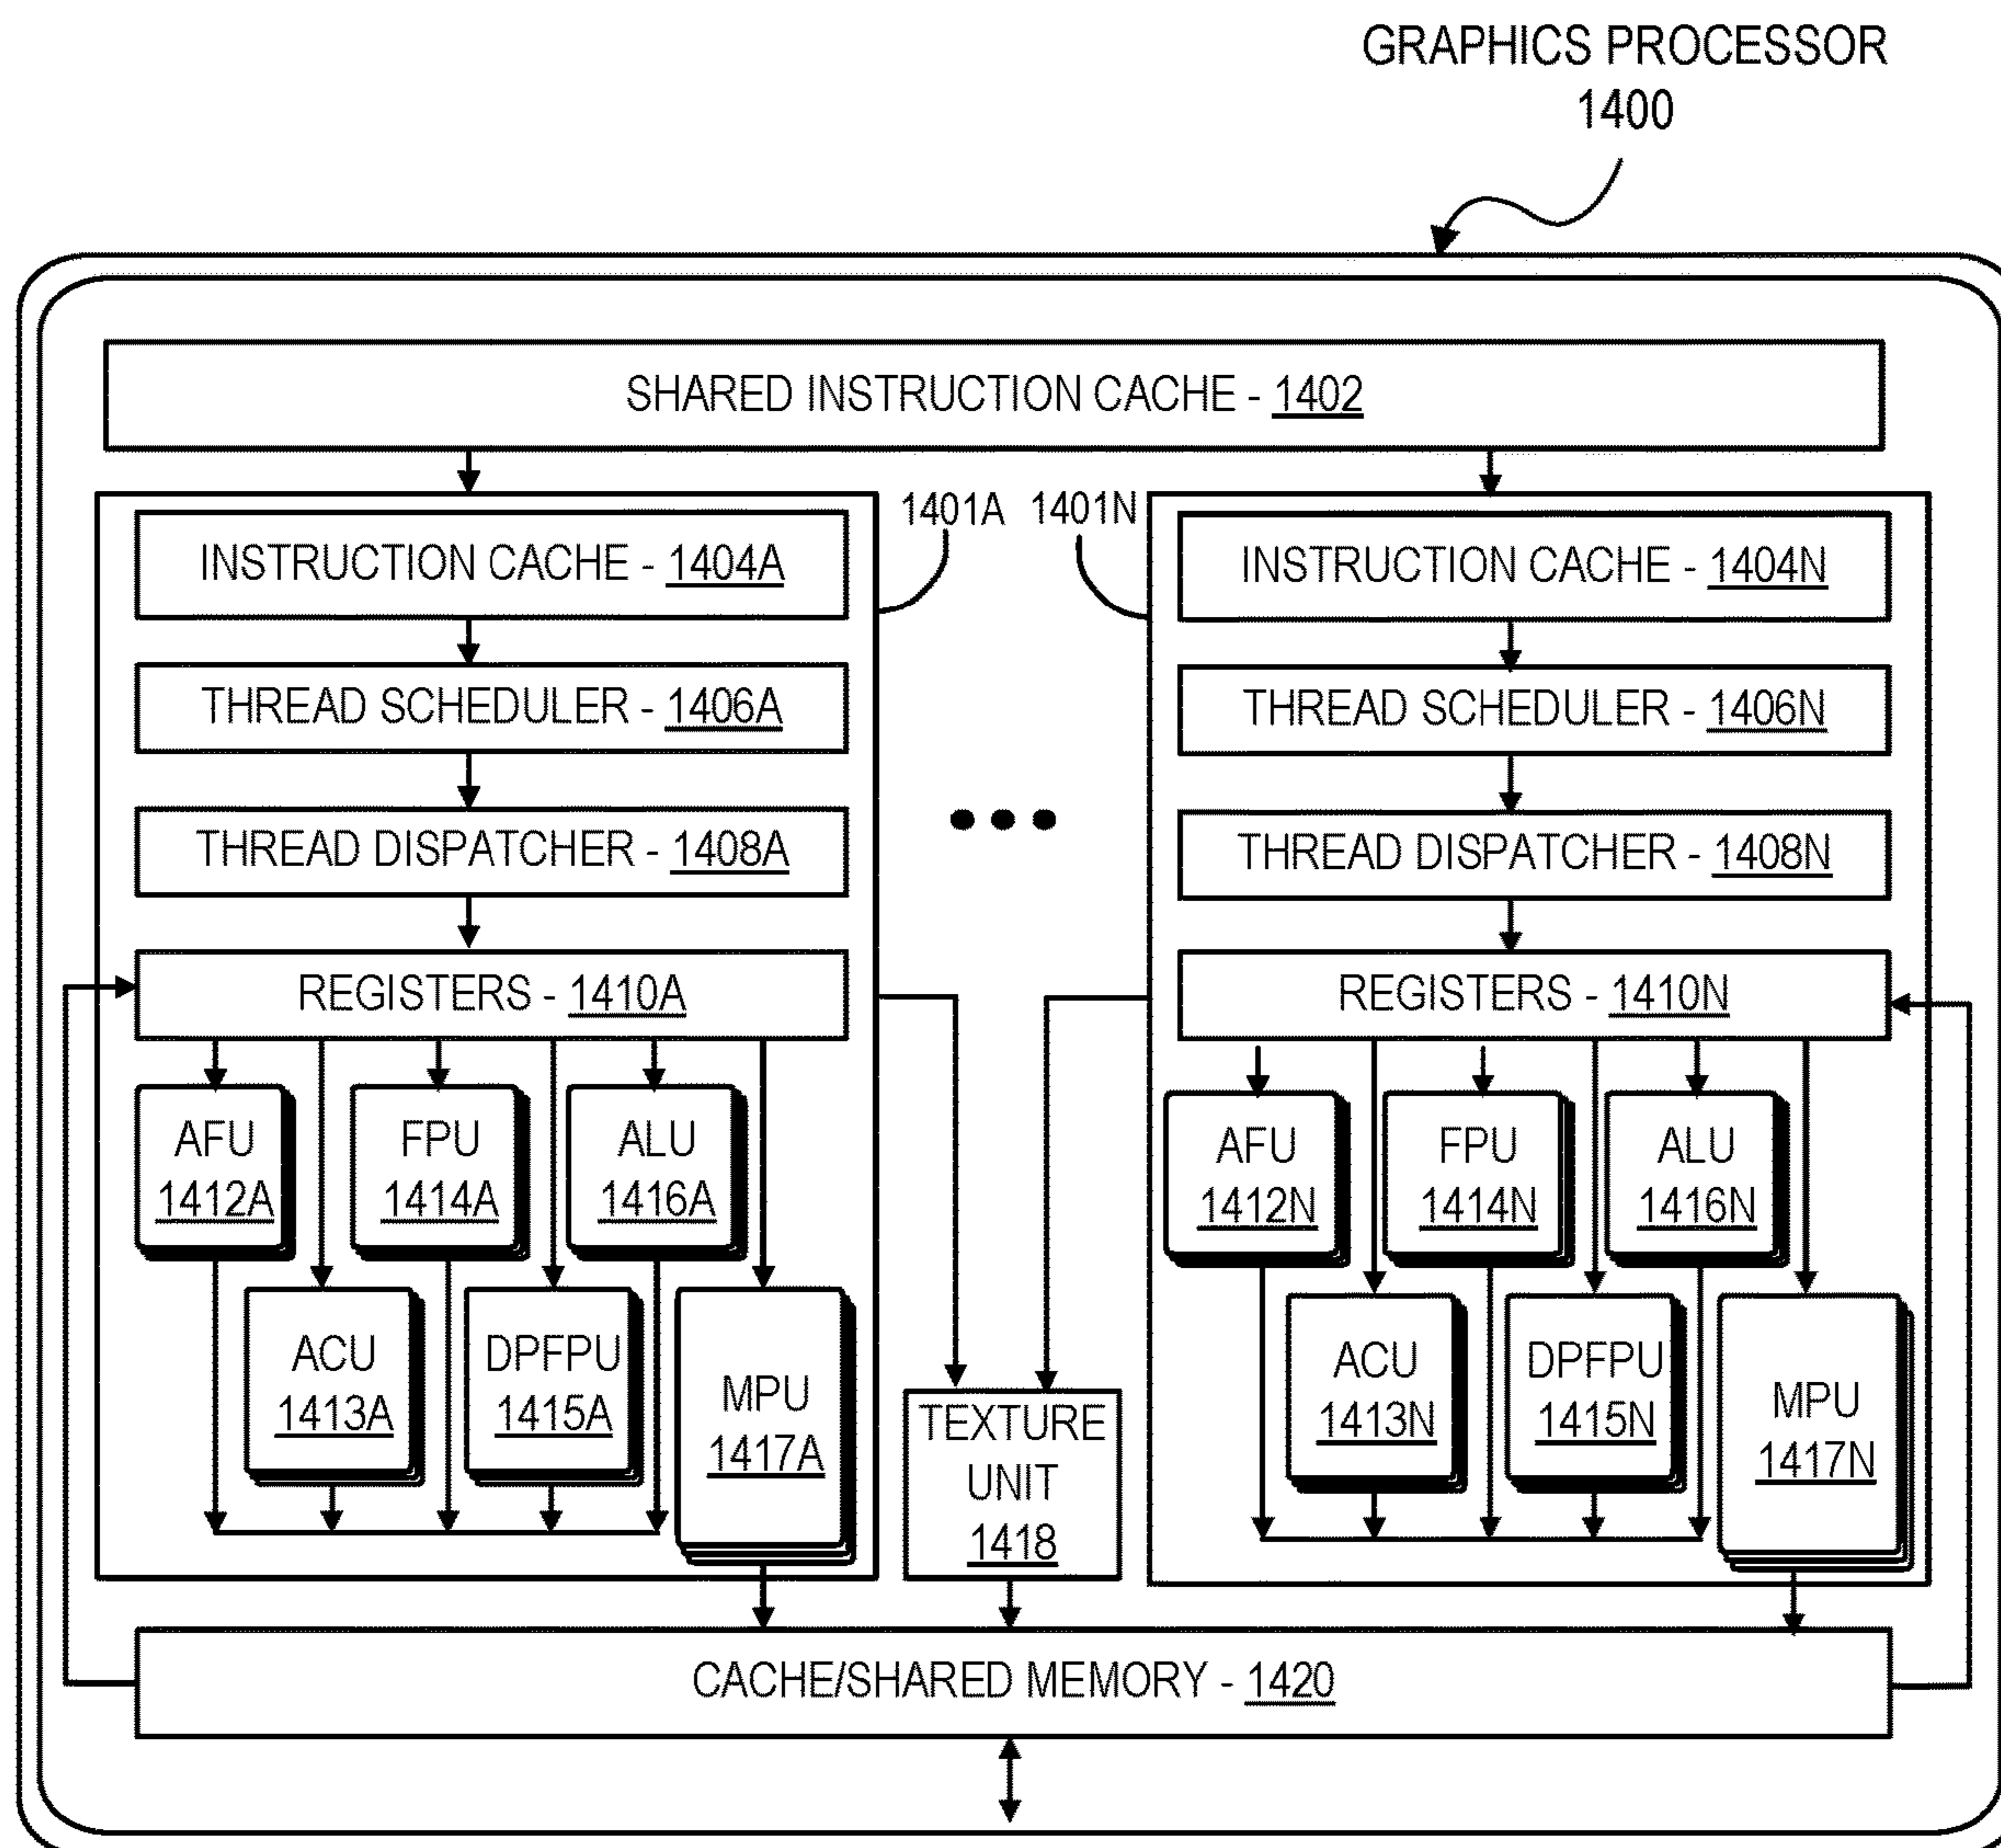 GRAPHICS PROCESSOR
1400
SHARED INSTRUCTION CACHE - 1402
1401A
1401N
INSTRUCTION CACHE - 1404A
THREAD SCHEDULER - 1406A
THREAD DISPATCHER - 1408A
REGISTERS - 1410A
AFU
1412A
FPU
1414A
ALU
1416A
ACU
1413A
DPFPU
1415A
MPU
1417A
TEXTURE
UNIT
1418
INSTRUCTION CACHE - 1404N
THREAD SCHEDULER - 1406N
THREAD DISPATCHER - 1408N
REGISTERS - 1410N
AFU
1412N
FPU
1414N
ALU
1416N
ACU
1413N
DPFPU
1415N
MPU
1417N
CACHE/SHARED MEMORY - 1420